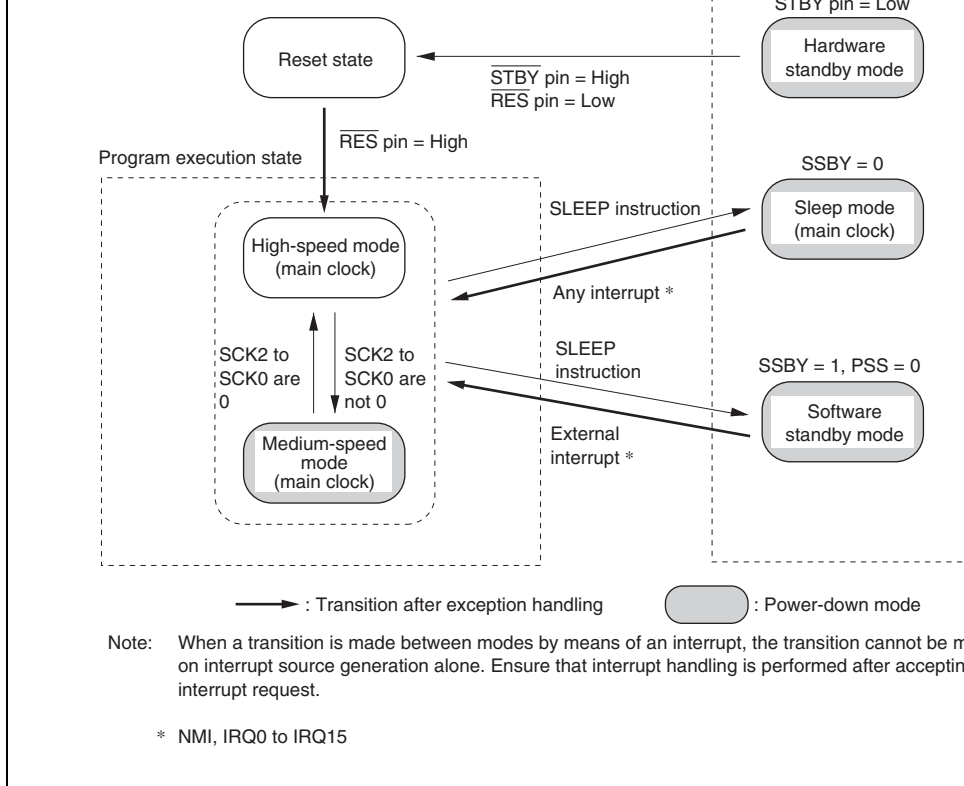 STBY pin = Low
Reset state
Hardware
standby mode
STBY pin = High
RES pin = Low
RES pin = High
Program execution state
SSBY = 0
SLEEP instruction
Sleep mode
(main clock)
High-speed mode
(main clock)
Any interrupt *
SCK2 to
SCK0 are
0
SCK2 to
SCK0 are
not 0
SLEEP
instruction
SSBY = 1, PSS = 0
Software
standby mode
External
interrupt *
Medium-speed
mode
(main clock)
: Transition after exception handling
: Power-down mode
Note: When a transition is made between modes by means of an interrupt, the transition cannot be m
on interrupt source generation alone. Ensure that interrupt handling is performed after acceptin
interrupt request.
* NMI, IRQ0 to IRQ15